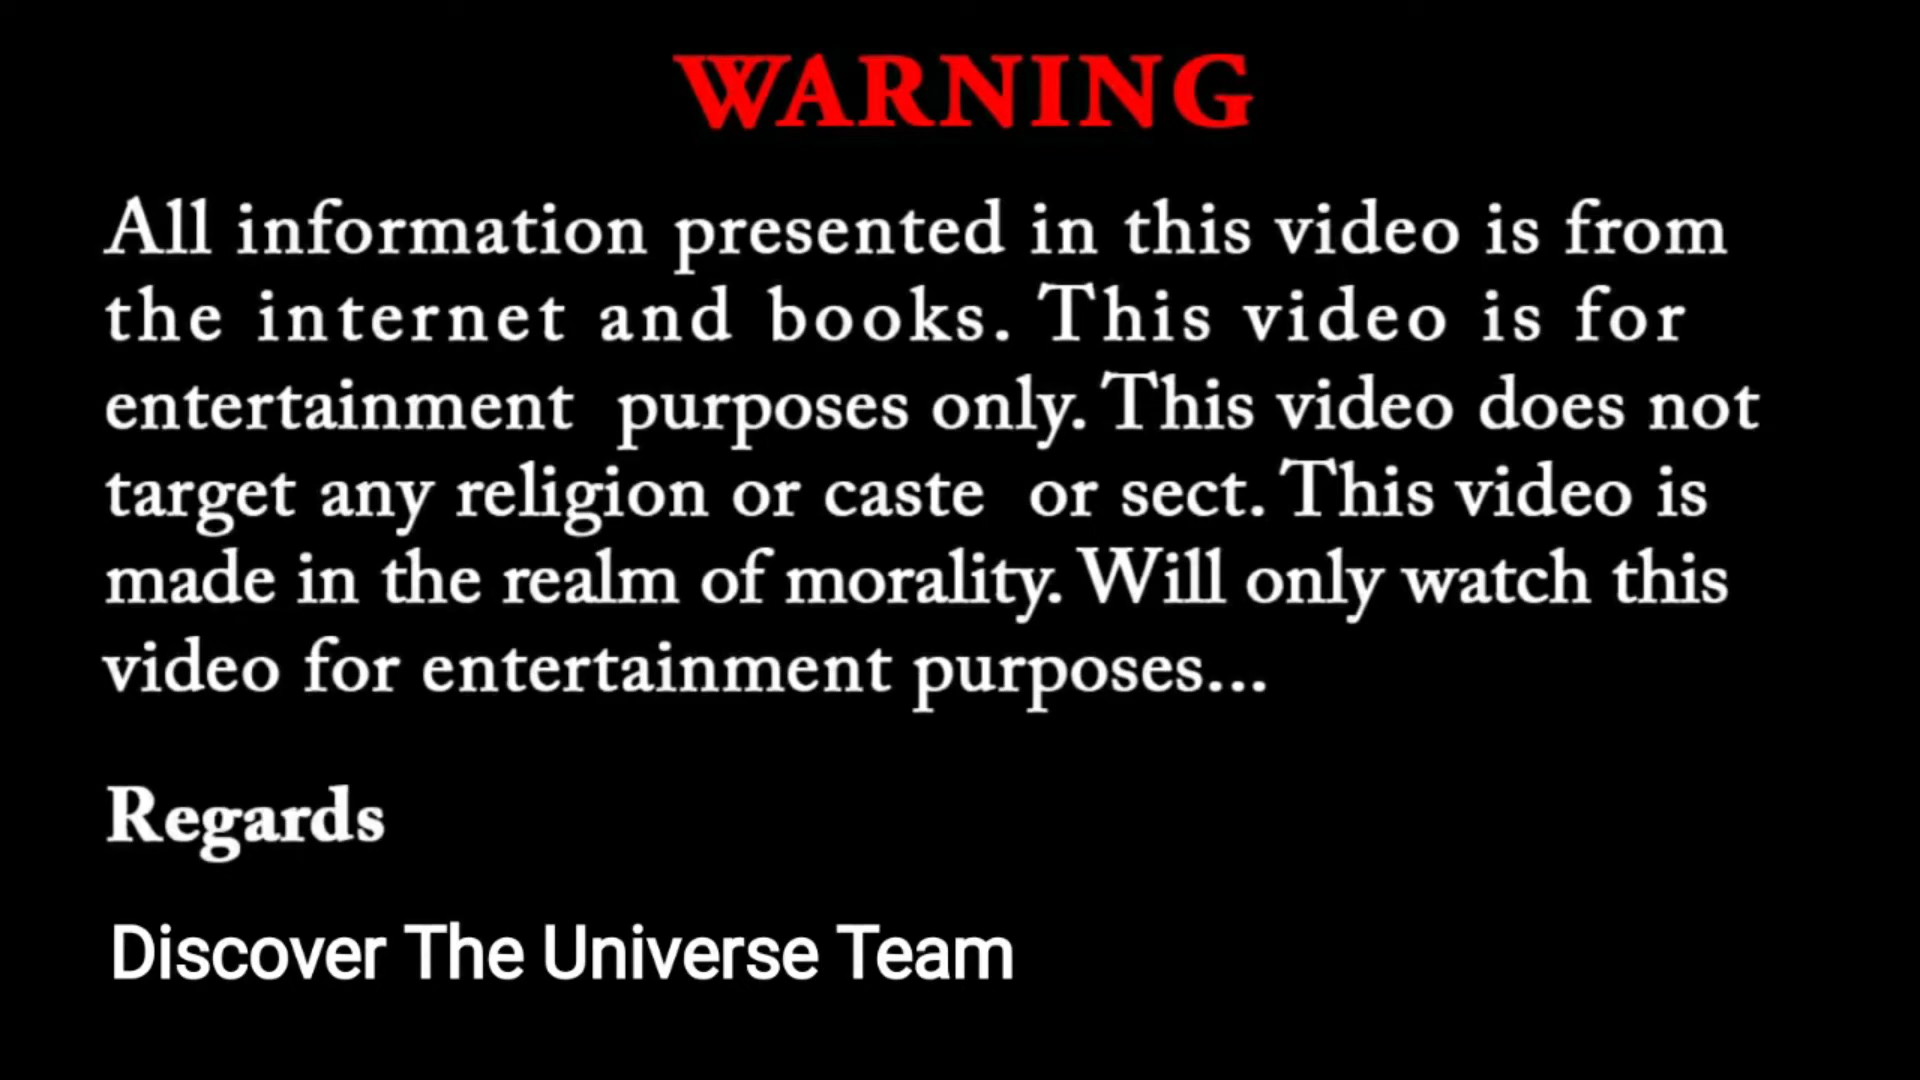 WARNING
All information presented in this video is from
the internet and books. This video is for
entertainment purposes only. This video does not
target any religion or caste or sect. This video is
made in the realm of morality. Will only watch this
video for entertainment purposes...
Regards
Discover The Universe Team